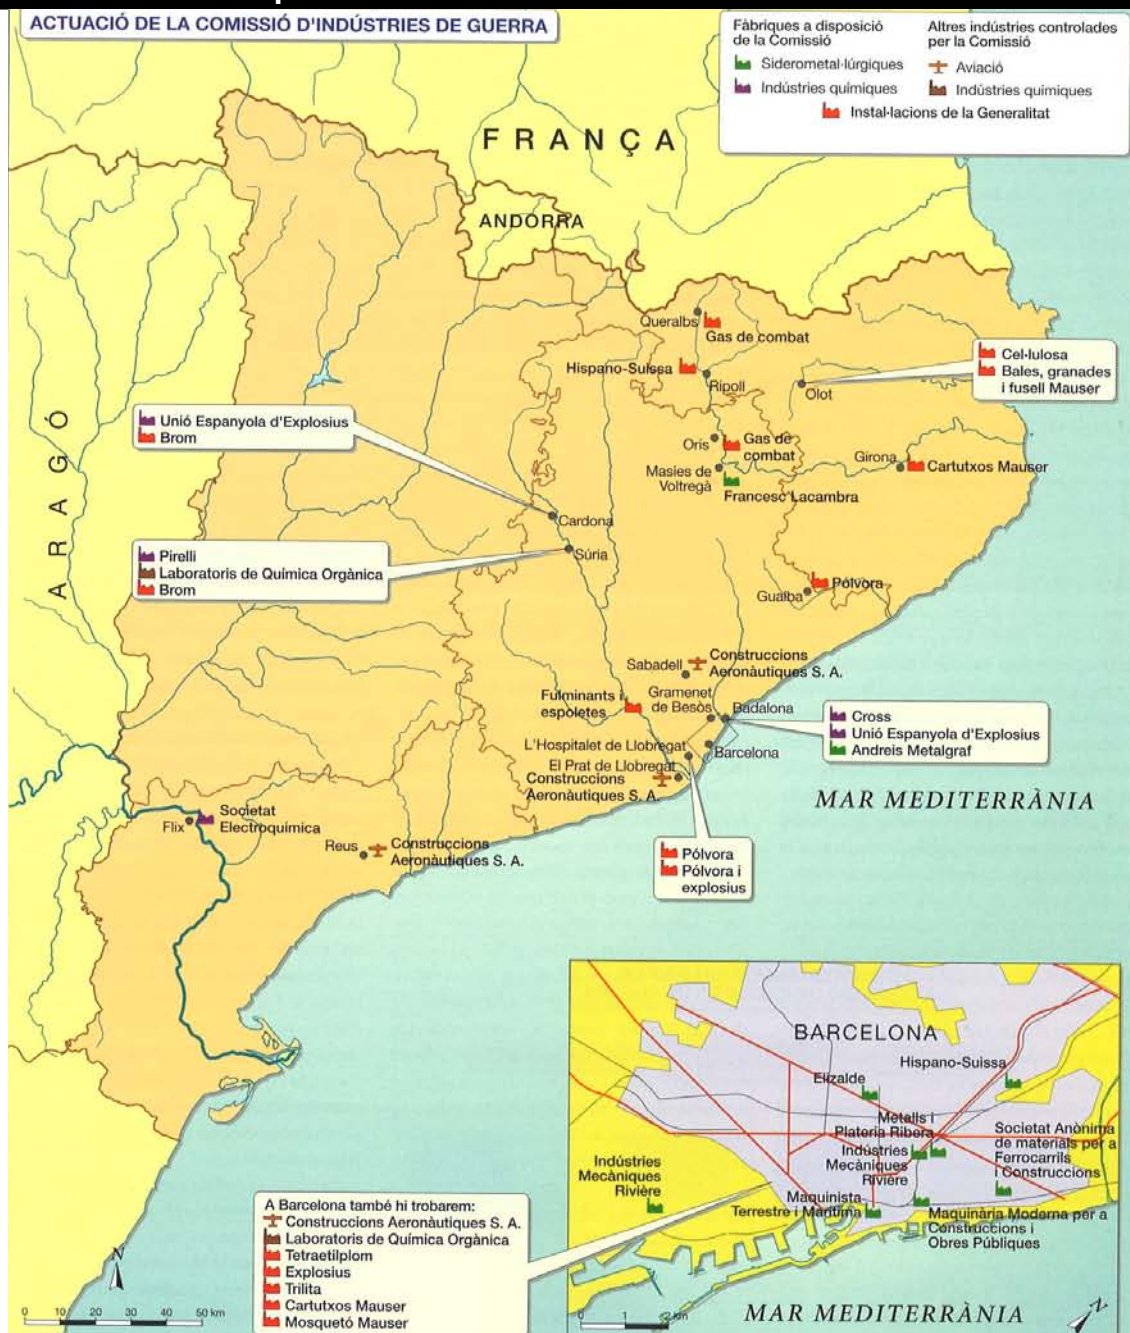 ACTUACIÓ DE LA COMISSIÓ D'INDÚSTRIES DE GUERRA
Fàbriques a disposició
de la Comissió
Siderometal·lúrgiques
Indústries químiques
Altres indústries controlades
per la Comissió
Aviació
Indústries químiques
Instal·lacions de la Generalitat
FRANÇA
ANDORRA
ARAGÓ
Queralbs
Gas de combat
Hispano-Suïssa
Ripoll
Olot
Cel·lulosa
Bales, granades
i fusell Mauser
Unió Espanyola d'Explosius
Brom
Orís
Gas de
combat
Masies de
Voltregà
Francesc Lacambra
Girona
Cartutxos Mauser
Cardona
Súria
Pirelli
Laboratoris de Química Orgànica
Brom
Gualba
Pólvora
Sabadell
Construccions
Aeronàutiques S. A.
Fulminants i
espoletes
Gramenet
de Besòs
Badalona
Cross
Unió Espanyola d'Explosius
Andreis Metalgraf
L'Hospitalet de Llobregat
Barcelona
El Prat de Llobregat
Construccions
Aeronàutiques S. A.
MAR MEDITERRÀNIA
Flix
Societat
Electroquímica
Reus
Construccions
Aeronàutiques S. A.
Pólvora
Pólvora i
explosius
BARCELONA
Hispano-Suïssa
Elizalde
Metalls i
Plateria Ribera
Societat Anònima
de materials per a
Ferrocarrils
i Construccions
Indústries
Mecàniques
Rivière
Indústries
Mecàniques
Rivière
Maquinista
Terrestre i Marítima
Maquinària Moderna per a
Construccions i
Obres Públiques
A Barcelona també hi trobarem:
Construccions Aeronàutiques S. A.
Laboratoris de Química Orgànica
Tetraetilplom
Explosius
Trilita
Cartutxos Mauser
Mosquetó Mauser
N
0 10 20 30 40 50 km
0 1 2 km
MAR MEDITERRÀNIA
N